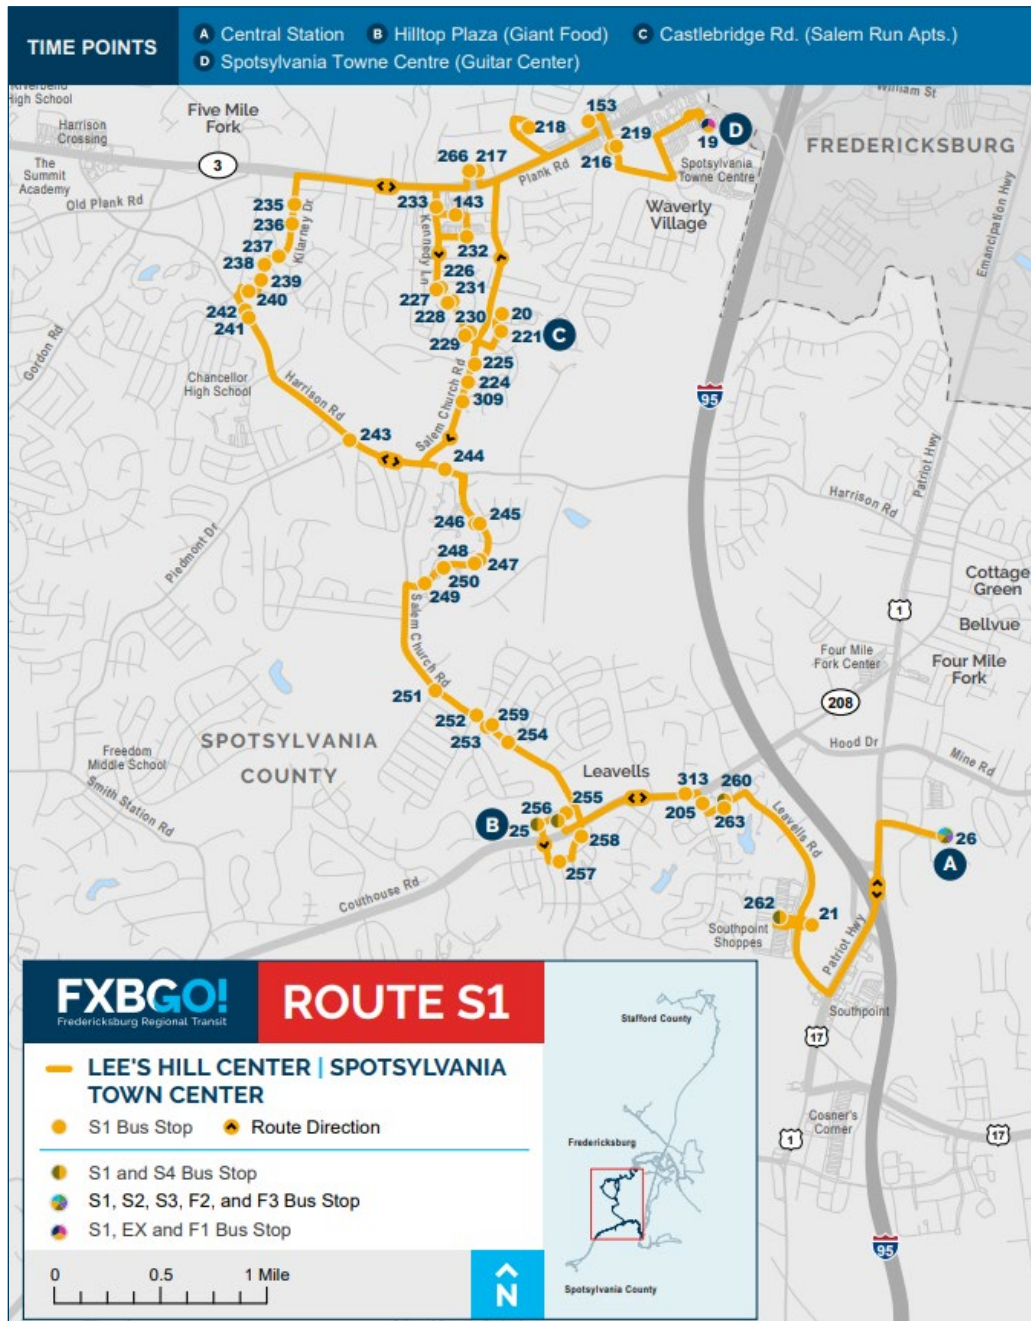 TIME POINTS
A Central Station B Hilltop Plaza (Giant Food) C Castlebridge Rd. (Salem Run Apts.)
D Spotsylvania Towne Centre (Guitar Center)
High School
William St
Five Mile
Fork
Harrison
Crossing
3
The
Summit
Academy
Old Plank Rd
153
218
219
216
19
D
Spotsylvania
Towne Centre
FREDERICKSBURG
Plank Rd
Waverly
Village
266
217
233
143
232
235
236
Kilarney Dr
237
238
239
240
242
241
Kennedy Ln
226
231
227
228
230
229
20
221
C
225
224
309
Emancipation Hwy
Gordon Rd
Chancellor
High School
Harrison Rd
Salem Church Rd
95
243
244
Patriot Hwy
Harrison Rd
246
245
248
247
250
249
Piedmont Dr
Salem Church Rd
Cottage
Green
1
Bellvue
Four Mile
Fork Center
Four Mile
Fork
208
251
252
259
253
254
SPOTSYLVANIA
COUNTY
Freedom
Middle School
Smith Station Rd
Hood Dr
Mine Rd
Leavells
313
260
205
263
Leavells Rd
255
256
B
25
258
257
26
A
Courthouse Rd
262
21
Southpoint
Shoppes
Patriot Hwy
Southpoint
17
Cosner's
Corner
1
17
95
FXBGO!
Fredericksburg Regional Transit
ROUTE S1
LEE'S HILL CENTER | SPOTSYLVANIA
TOWN CENTER
S1 Bus Stop Route Direction
S1 and S4 Bus Stop
S1, S2, S3, F2, and F3 Bus Stop
S1, EX and F1 Bus Stop
0 0.5 1 Mile
N
Stafford County
Fredericksburg
Spotsylvania County